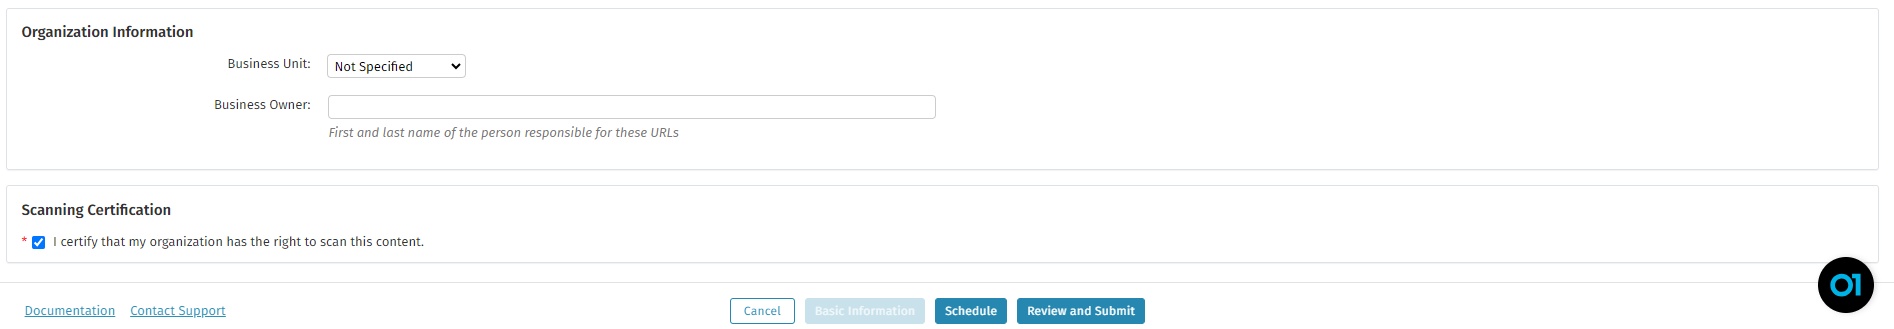 Organization Information
Business Unit: Not Specified
Business Owner:
First and last name of the person responsible for these URLs
Scanning Certification
* I certify that my organization has the right to scan this content.
Documentation Contact Support Cancel Basic Information Schedule Review and Submit
01